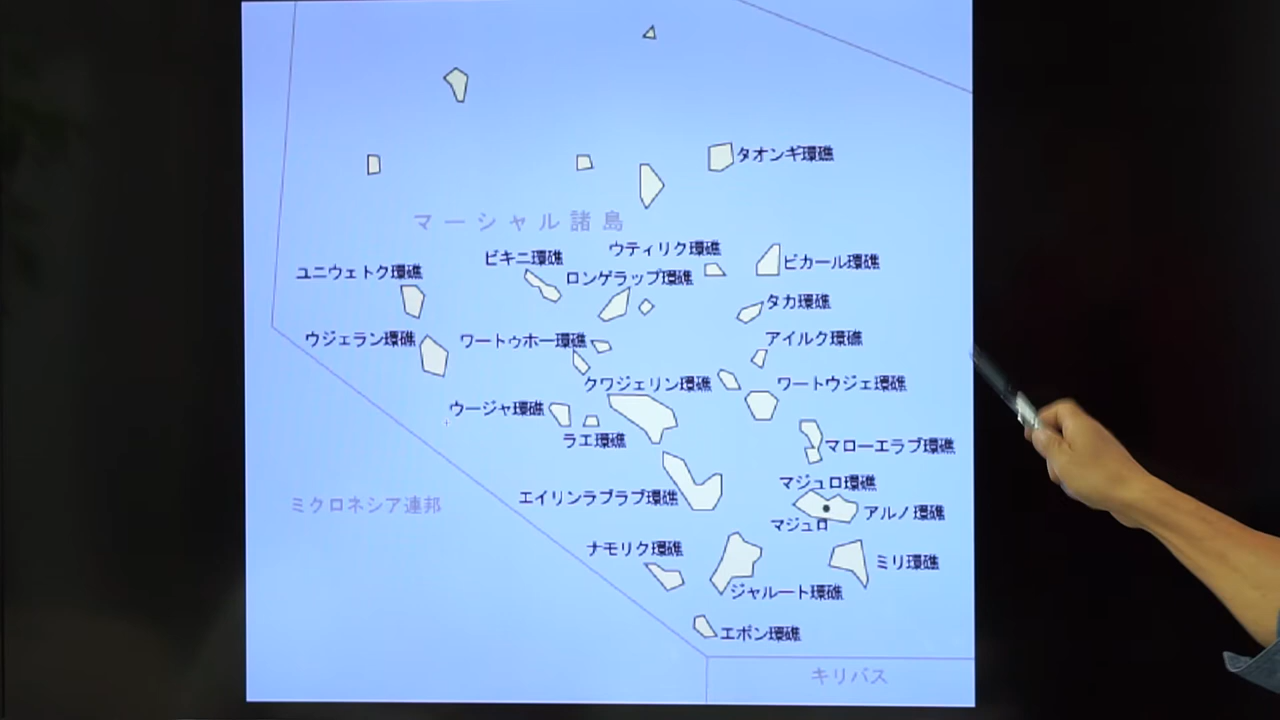 タオンギ環礁
マーシャル諸島
ウティリク環礁
ビキニ環礁
ビカール環礁
ユニウェトク環礁
ロンゲラップ環礁
タカ環礁
ウジェラン環礁
ワートゥホー環礁
アイルク環礁
クワジェリン環礁
ワートウジェ環礁
ウージャ環礁
ラエ環礁
マローエラブ環礁
マジュロ環礁
エイリンラブラブ環礁
ミクロネシア連邦
アルノ環礁
マジュロ
ナモリク環礁
ミリ環礁
ジャルート環礁
エボン環礁
キリバス